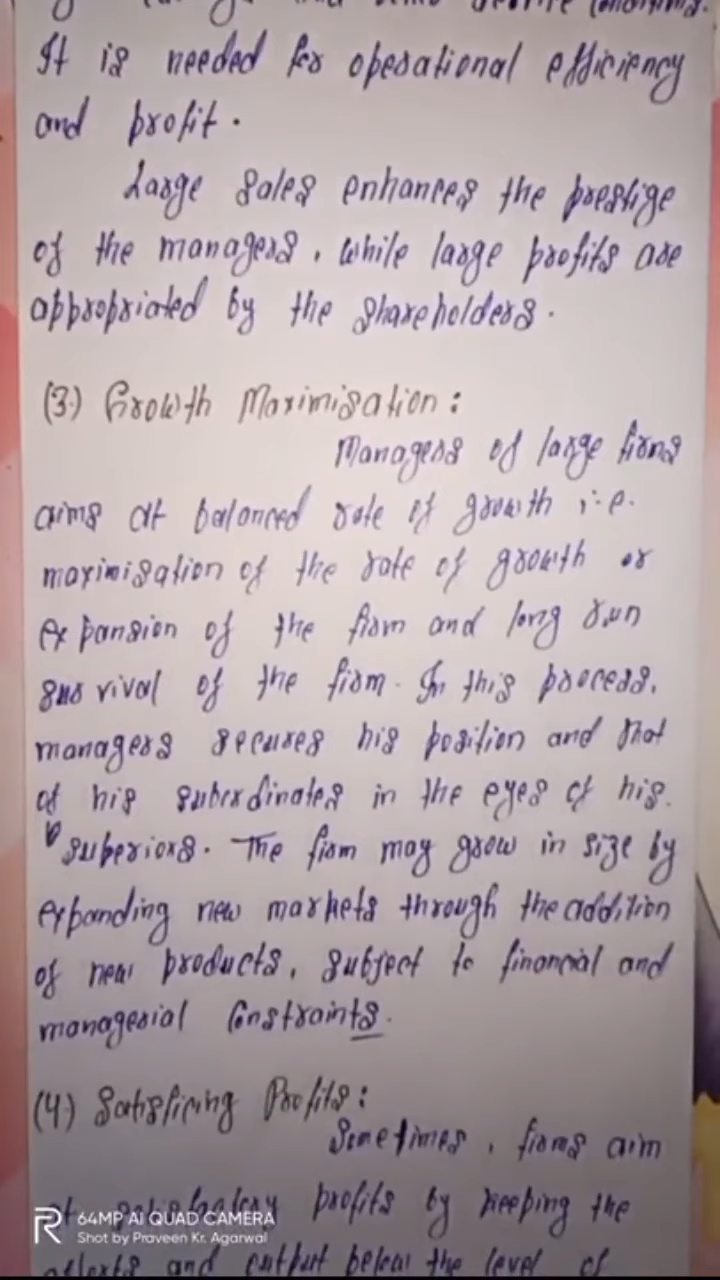 It is needed for operational efficiency
and profit.
Large Sales enhances the prestige
of the managers, while large profits are
appropriated by the Shareholders.
(3.) Growth Maximisation:
Managers of large firms
aims at balanced rate of growth i.e.
maximisation of the rate of growth or
expansion of the firm and long run
survival of the firm. In this process,
managers secures his position and that
of his subordinates in the eyes of his
superiors. The firm may grow in size by
expanding new markets through the addition
of new products, subject to financial and
managerial Constraints.
(4.) Satisficing Profits:
Sometimes, firms aim
at satisfactory profits by keeping the
efforts and output below the level of
64MP AI QUAD CAMERA
Shot by Praveen Kr. Agarwal